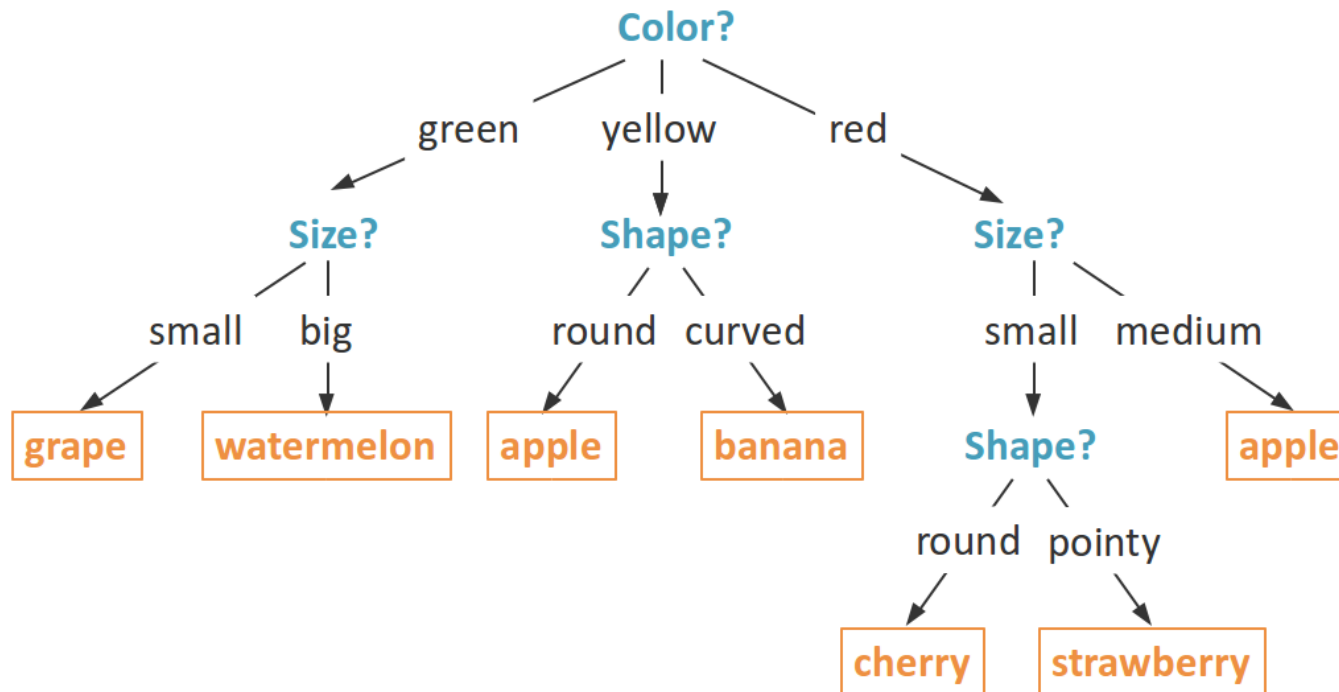 Color?
green yellow red
Size? Shape? Size?
small big round curved small medium
grape watermelon apple banana Shape? apple
round pointy
cherry strawberry